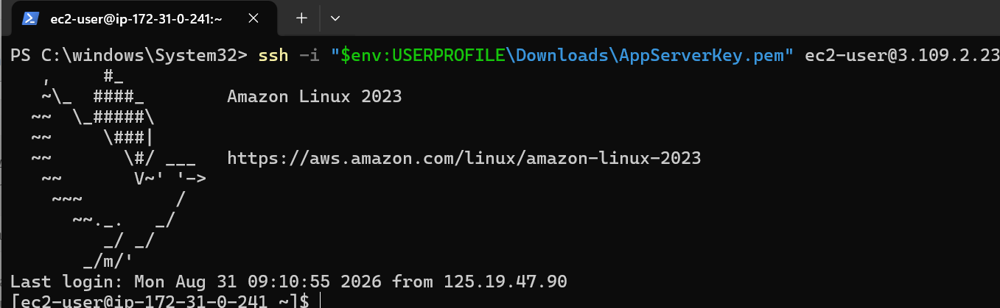 ec2-user@ip-172-31-0-241:~
PS C:\windows\System32> ssh -i "$env:USERPROFILE\Downloads\AppServerKey.pem" ec2-user@3.109.2.23
   ,     #_
   ~\_  ####_        Amazon Linux 2023
  ~~  \_#####\
  ~~     \###|
  ~~       \#/ ___   https://aws.amazon.com/linux/amazon-linux-2023
   ~~       V~' '->
    ~~~         /
      ~~._.   _/
         _/ _/
       _/m/'
Last login: Mon Aug 31 09:10:55 2026 from 125.19.47.90
[ec2-user@ip-172-31-0-241 ~]$